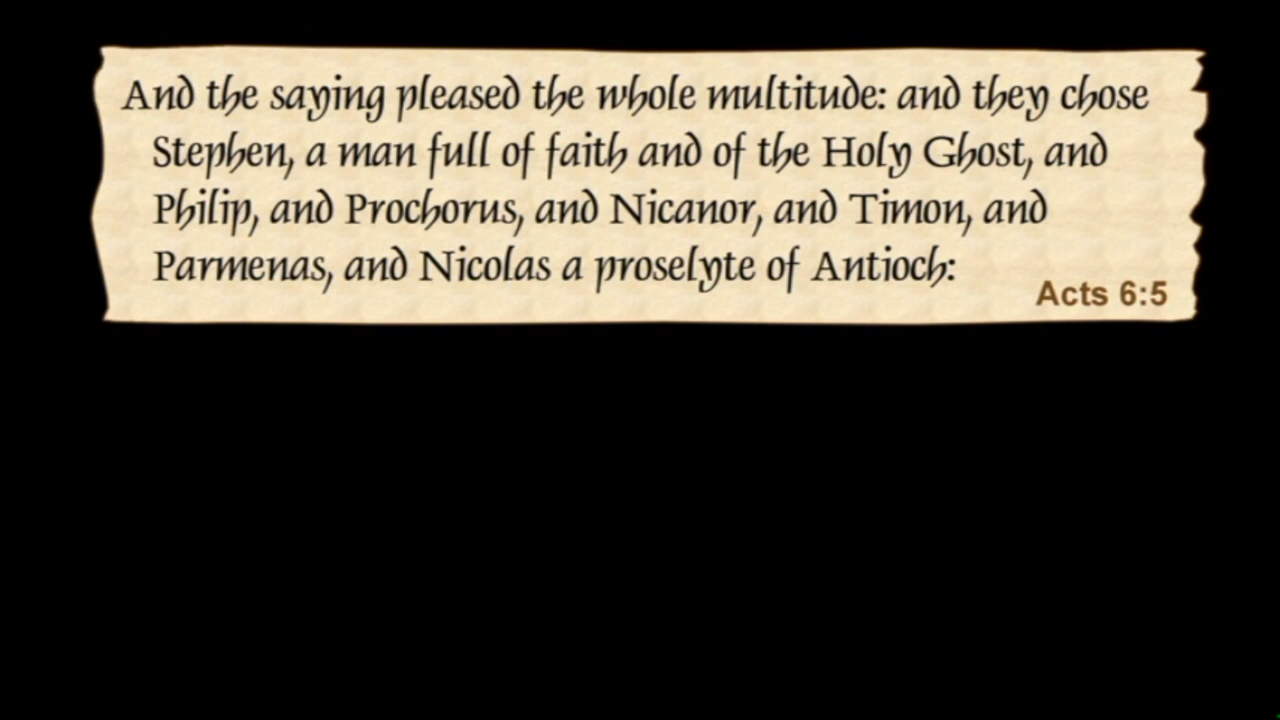 And the saying pleased the whole multitude: and they chose
Stephen, a man full of faith and of the Holy Ghost, and
Philip, and Prochorus, and Nicanor, and Timon, and
Parmenas, and Nicolas a proselyte of Antioch:
Acts 6:5